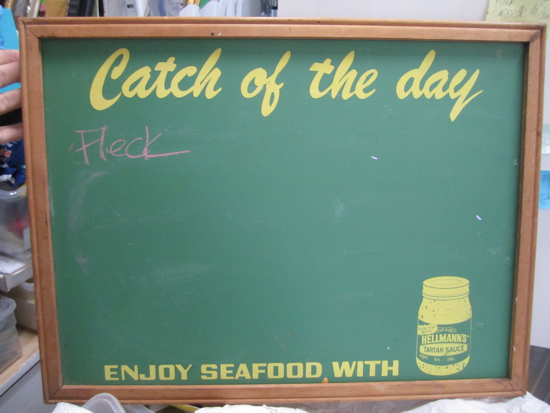 Catch of the day
Fleck
HELLMANN'S
TARTAR SAUCE
ENJOY SEAFOOD WITH